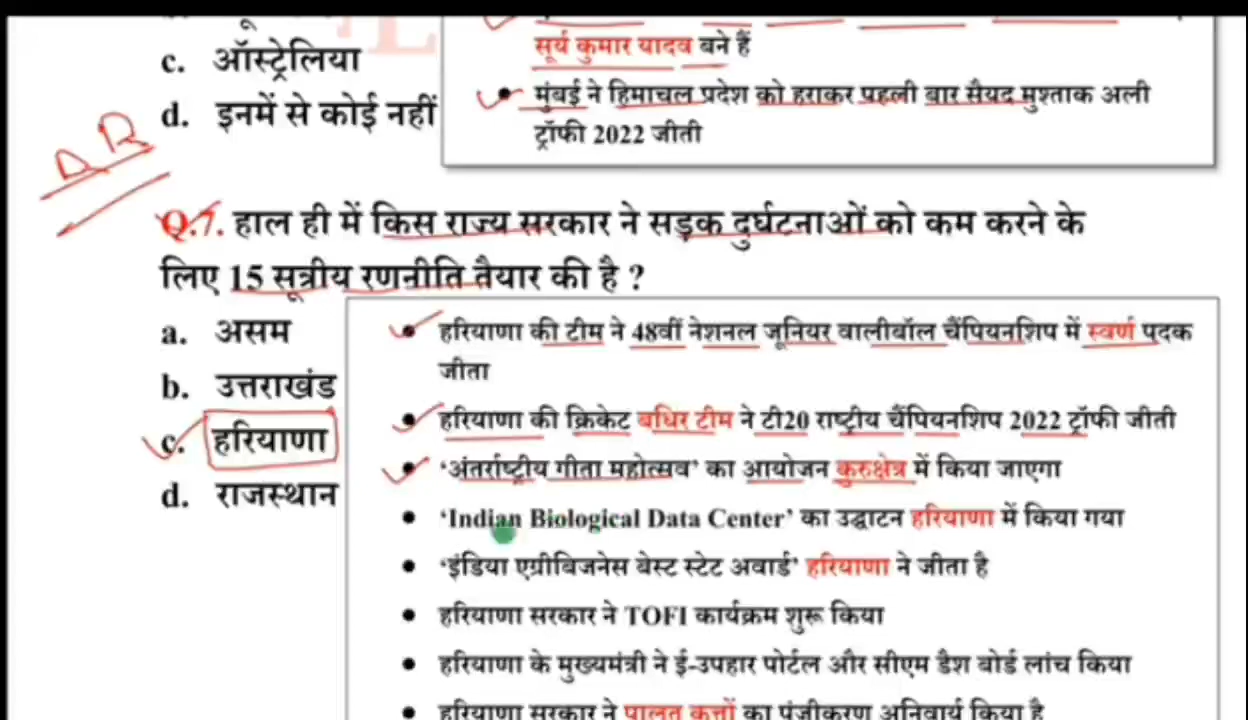 c. ऑस्ट्रेलिया
d. इनमें से कोई नहीं
सूर्य कुमार यादव बने हैं
• मुंबई ने हिमाचल प्रदेश को हराकर पहली बार सैयद मुश्ताक अली
ट्रॉफी 2022 जीती
Q.7. हाल ही में किस राज्य सरकार ने सड़क दुर्घटनाओं को कम करने के
लिए 15 सूत्रीय रणनीति तैयार की है ?
a. असम
b. उत्तराखंड
c. हरियाणा
d. राजस्थान
• हरियाणा की टीम ने 48वीं नेशनल जूनियर वालीबॉल चैंपियनशिप में स्वर्ण पदक
जीता
• हरियाणा की क्रिकेट बधिर टीम ने टी20 राष्ट्रीय चैंपियनशिप 2022 ट्रॉफी जीती
• ‘अंतर्राष्ट्रीय गीता महोत्सव’ का आयोजन कुरुक्षेत्र में किया जाएगा
• ‘Indian Biological Data Center’ का उद्घाटन हरियाणा में किया गया
• ‘इंडिया एग्रीबिजनेस बेस्ट स्टेट अवार्ड’ हरियाणा ने जीता है
• हरियाणा सरकार ने TOFI कार्यक्रम शुरू किया
• हरियाणा के मुख्यमंत्री ने ई-उपहार पोर्टल और सीएम डैश बोर्ड लांच किया
• हरियाणा सरकार ने पालतू कुत्तों का पंजीकरण अनिवार्य किया है